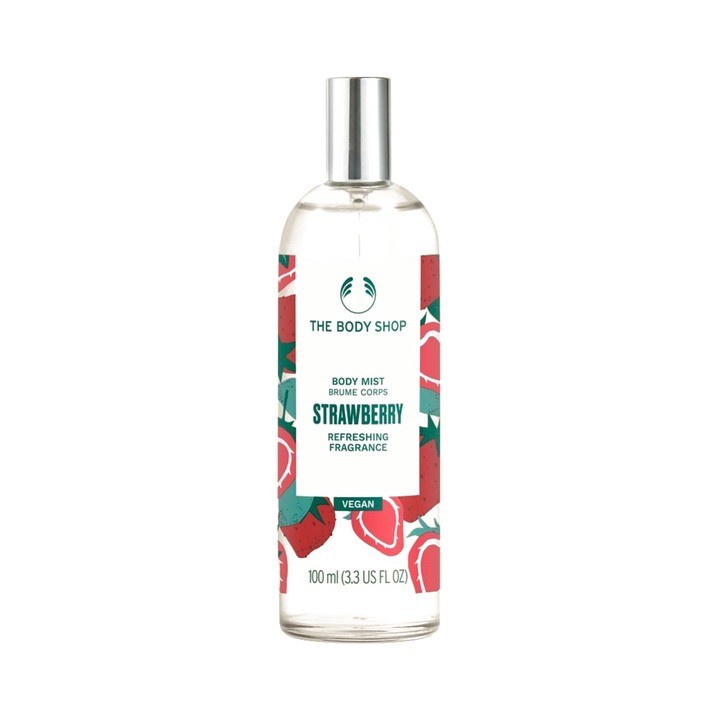 THE BODY SHOP
BODY MIST
BRUME CORPS
STRAWBERRY
REFRESHING
FRAGRANCE
VEGAN
100 ml (3.3 US FL OZ)